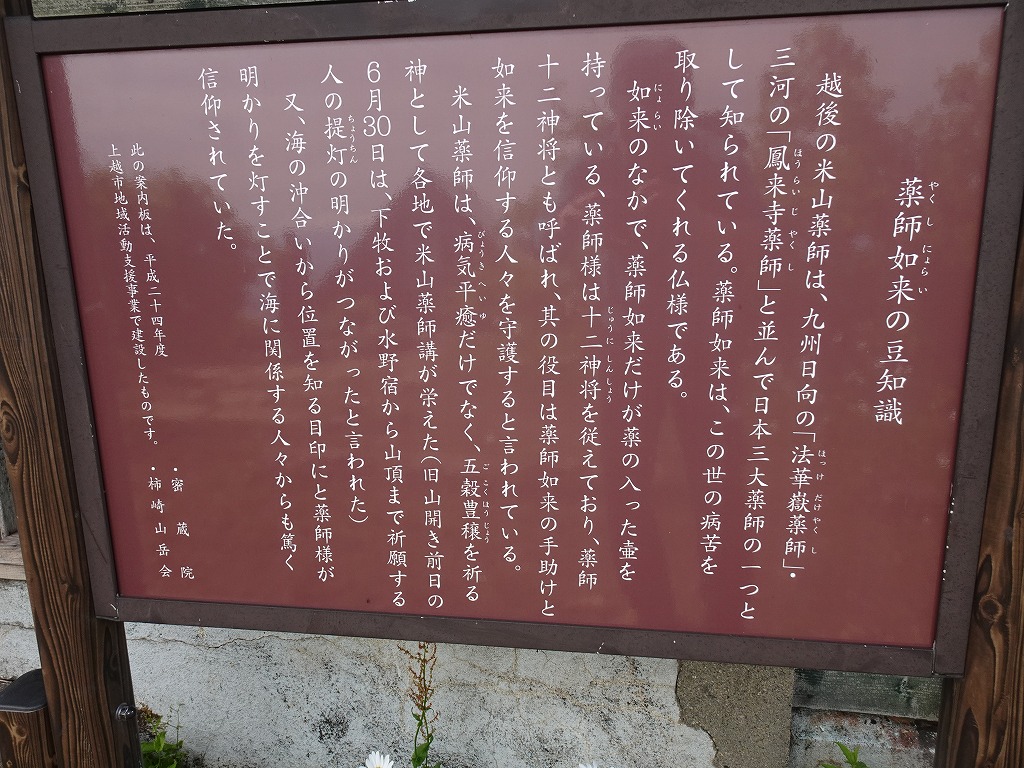 薬師如来の豆知識
越後の米山薬師は、九州日向の「法華嶽薬師」・
三河の「鳳来寺薬師」と並んで日本三大薬師の一つと
して知られている。薬師如来は、この世の病苦を
取り除いてくれる仏様である。
如来のなかで、薬師如来だけが薬の入った壷を
持っている、薬師様は十二神将を従えており、薬師
十二神将とも呼ばれ、其の役目は薬師如来の手助けと
如来を信仰する人々を守護すると言われている。
米山薬師は、病気平癒だけでなく、五穀豊穣を祈る
神として各地で米山薬師講が栄えた(旧山開き前日の
6月30日は、下牧および水野宿から山頂まで祈願する
人の提灯の明かりがつながったと言われた)
又、海の沖合いから位置を知る目印にと薬師様が
明かりを灯すことで海に関係する人々からも篤く
信仰されていた。
・密蔵院
・柿崎山岳会
此の案内板は、平成二十四年度
上越市地域活動支援事業で建設したものです。